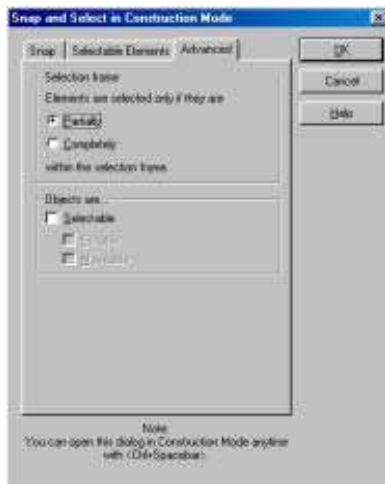 Snap and Select in Construction Mode
Snap
Selectable Elements
Advanced
OK
Cancel
Help
Selection frame
Elements are selected only if they are
Partially
Completely
within the selection frame.
Objects are...
Selectable
Note:
You can open this dialog in Construction Mode anytime
with <Ctrl+Spacebar>.